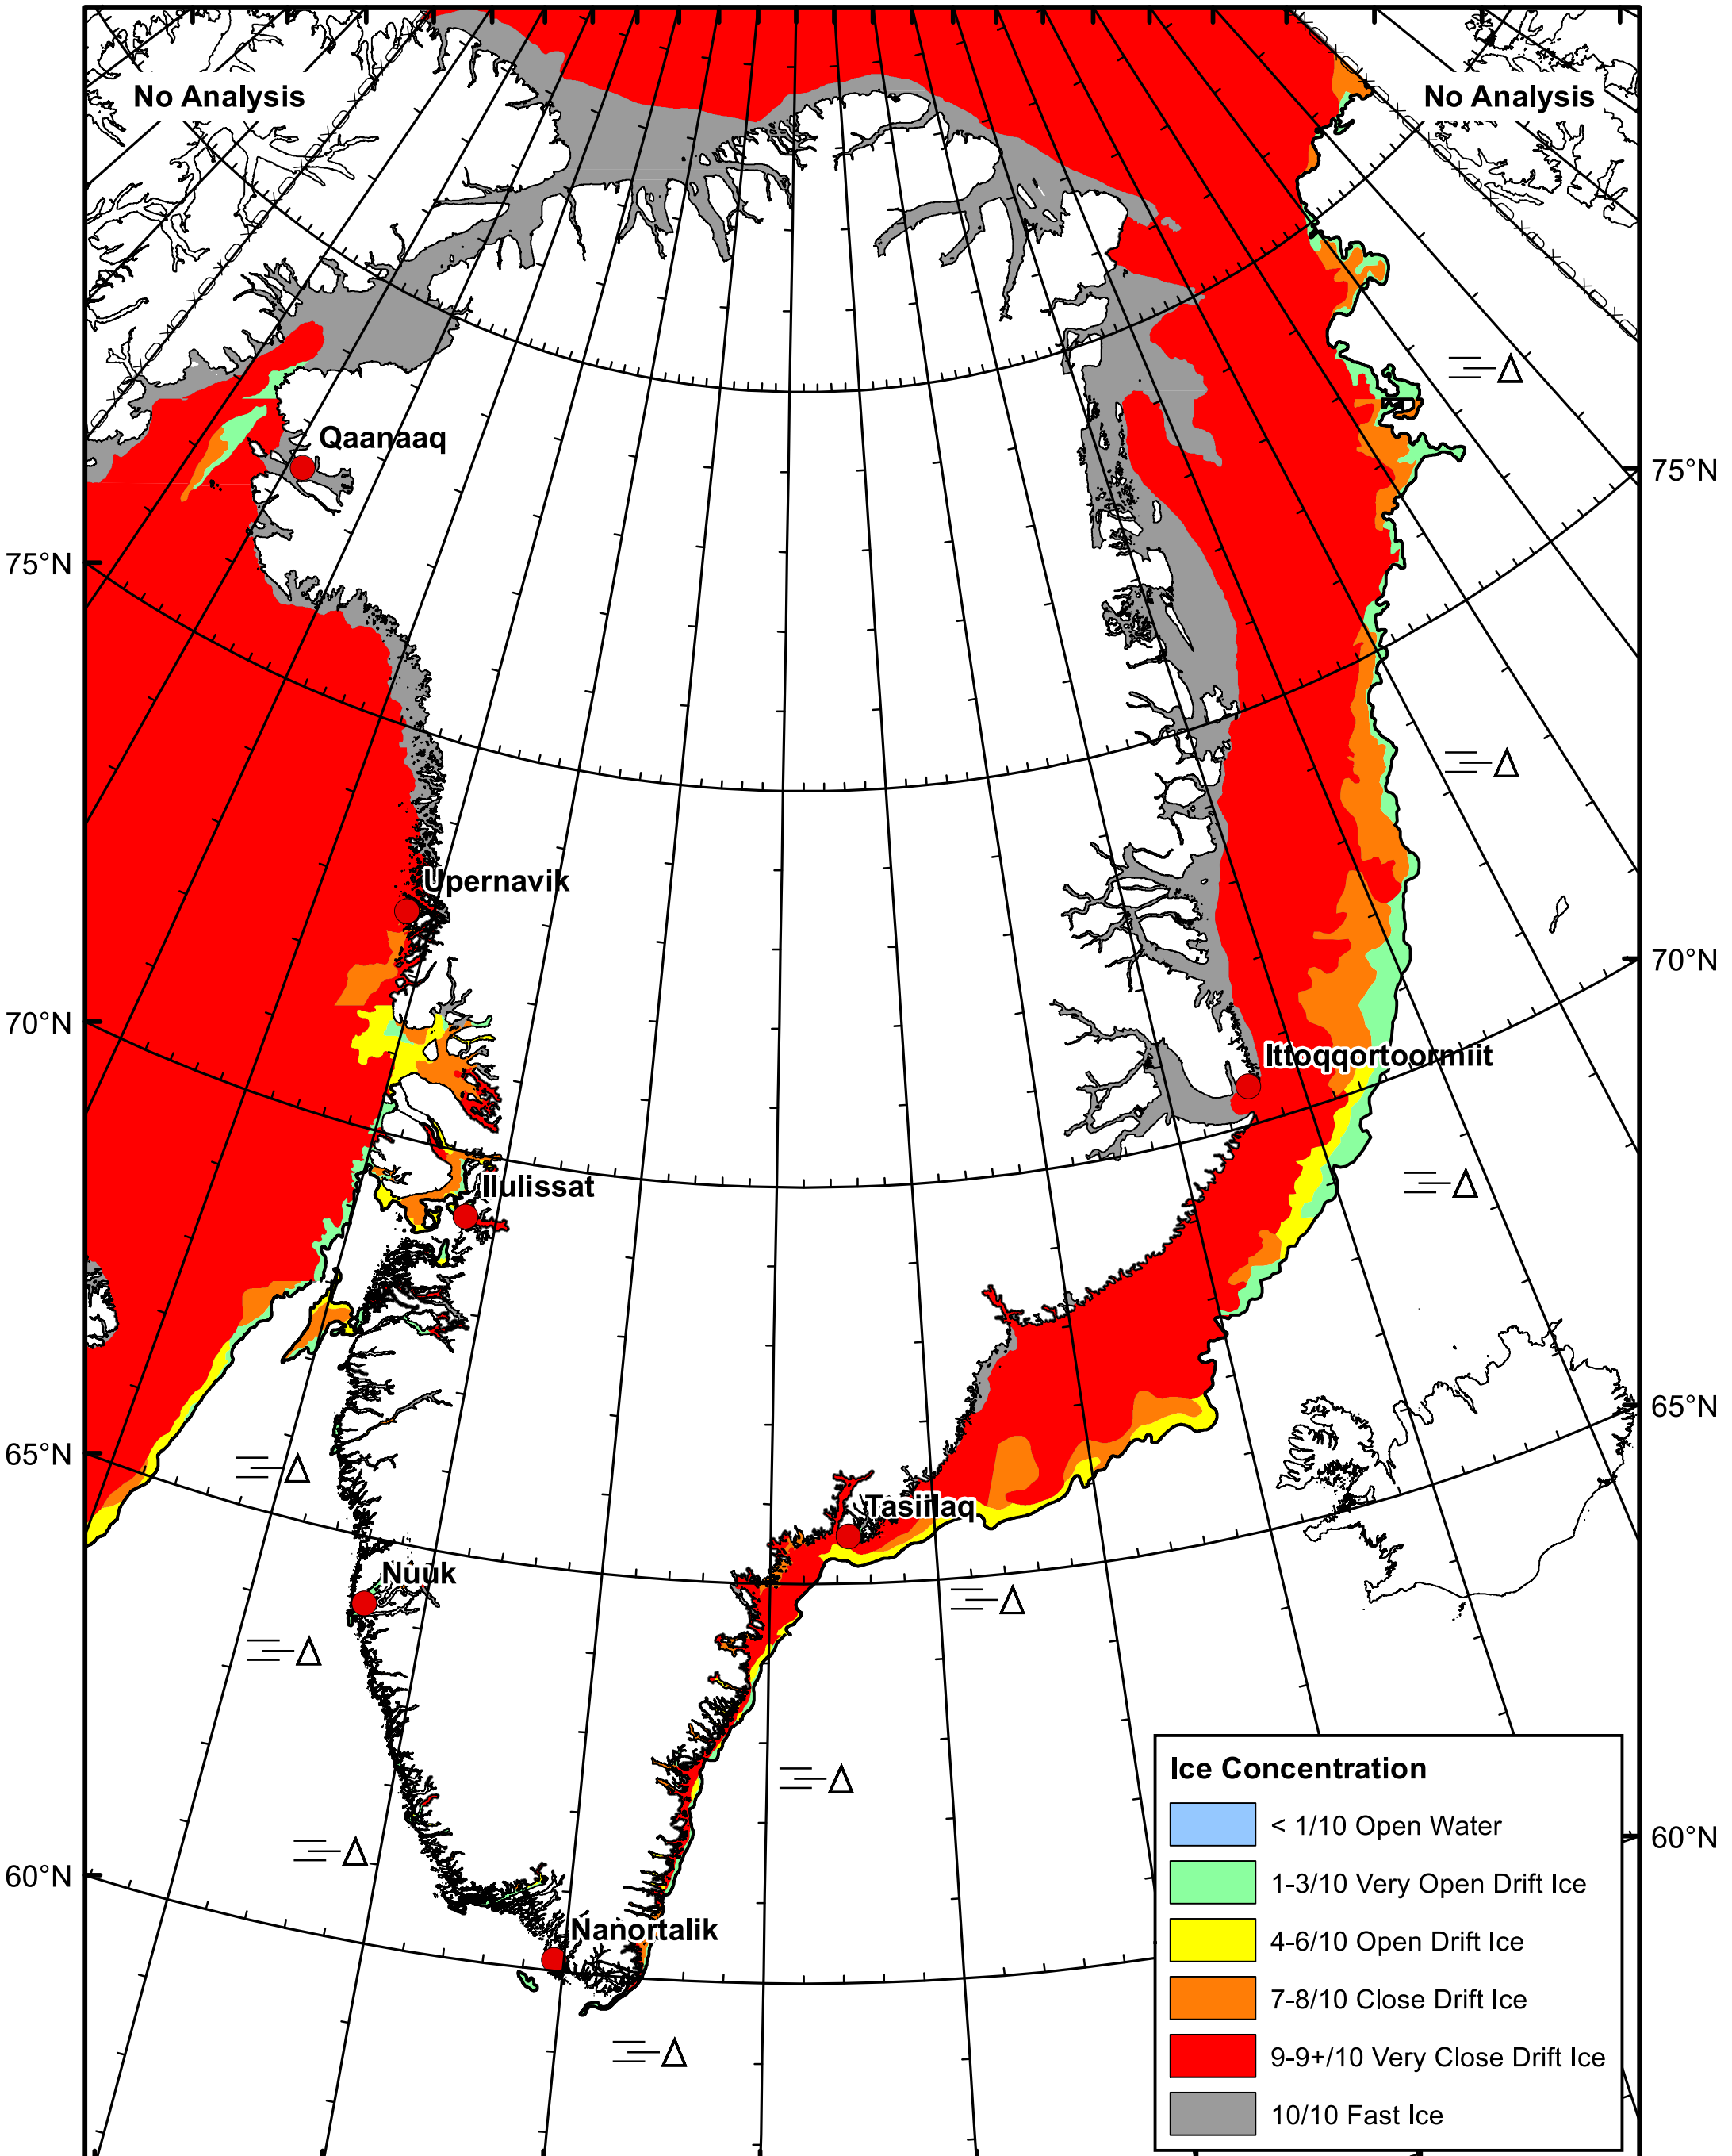 No Analysis
No Analysis
Qaanaaq
75°N
75°N
Upernavik
70°N
70°N
Ittoqqortoormiit
Ilulissat
65°N
65°N
Tasiilaq
Nuuk
60°N
60°N
Nanortalik
Ice Concentration
< 1/10 Open Water
1-3/10 Very Open Drift Ice
4-6/10 Open Drift Ice
7-8/10 Close Drift Ice
9-9+/10 Very Close Drift Ice
10/10 Fast Ice